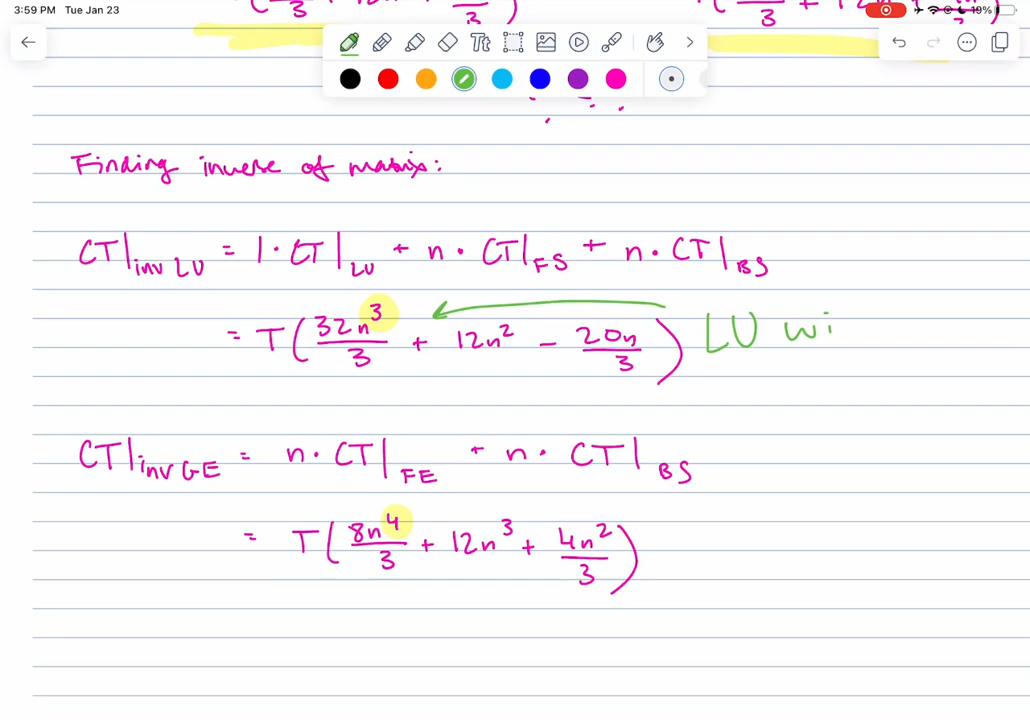 3:59 PM Tue Jan 23
19%
Tt
Finding inverse of matrix:
CT|inv LU = 1 · CT|LU + n · CT|FS + n · CT|BS
= T(32n³/3 + 12n² - 20n/3) LU wi
CT|inv GE = n · CT|FE + n · CT|BS
= T(8n⁴/3 + 12n³ + 4n²/3)